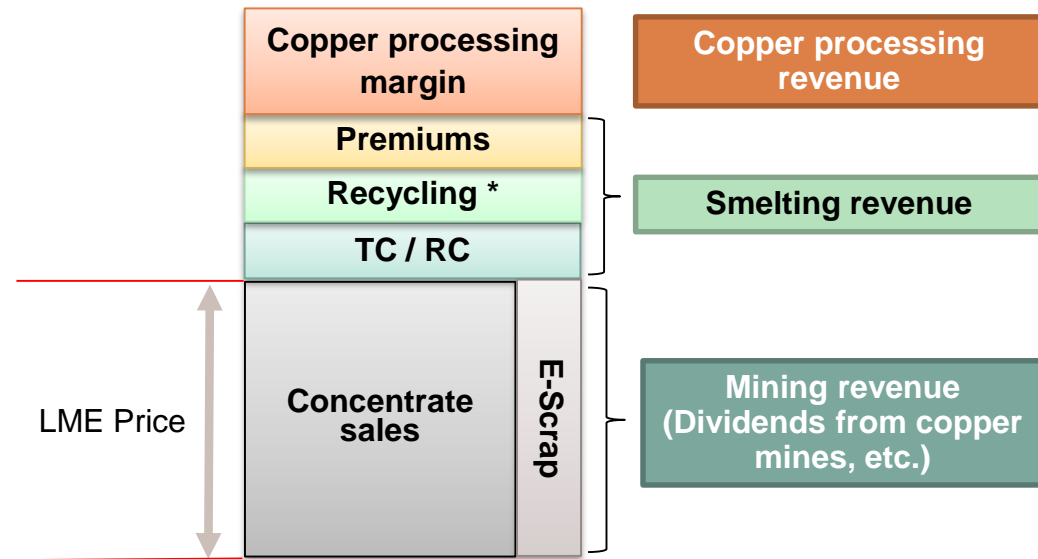 Copper processing
margin
Copper processing
revenue
Premiums
Recycling *
TC / RC
Smelting revenue
LME Price
Concentrate
sales
E-Scrap
Mining revenue
(Dividends from copper
mines, etc.)